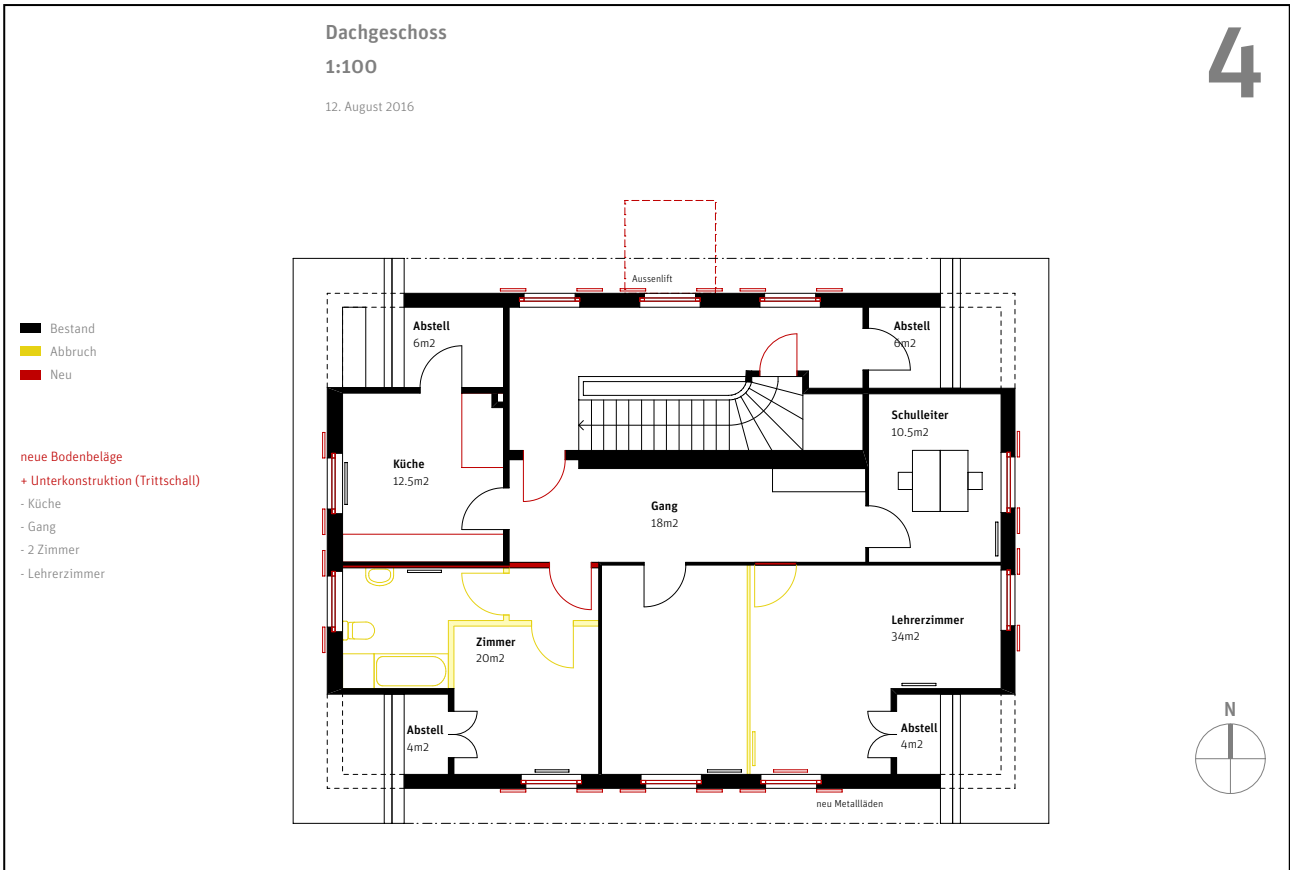 Dachgeschoss
1:100
12. August 2016
4
Bestand
Abbruch
Neu
neue Bodenbeläge
+ Unterkonstruktion (Trittschall)
- Küche
- Gang
- 2 Zimmer
- Lehrerzimmer
Aussenlift
Abstell
6m2
Abstell
6m2
Schulleiter
10.5m2
Küche
12.5m2
Gang
18m2
Zimmer
20m2
Lehrerzimmer
34m2
Abstell
4m2
Abstell
4m2
neu Metallläden
N